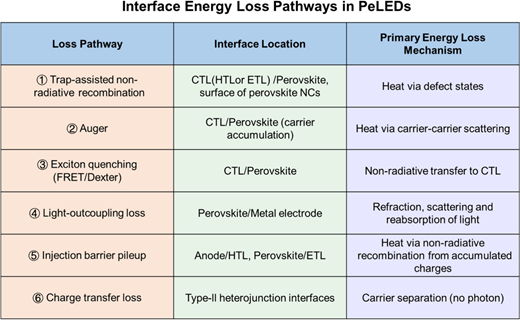 Interface Energy Loss Pathways in PeLEDs
Loss Pathway
Interface Location
Primary Energy Loss
Mechanism
① Trap-assisted non-
radiative recombination
CTL(HTLor ETL) /Perovskite,
surface of perovskite NCs
Heat via defect states
② Auger
CTL/Perovskite (carrier
accumulation)
Heat via carrier-carrier scattering
③ Exciton quenching
(FRET/Dexter)
CTL/Perovskite
Non-radiative transfer to CTL
④ Light-outcoupling loss
Perovskite/Metal electrode
Refraction, scattering and
reabsorption of light
⑤ Injection barrier pileup
Anode/HTL, Perovskite/ETL
Heat via non-radiative
recombination from accumulated
charges
⑥ Charge transfer loss
Type-II heterojunction interfaces
Carrier separation (no photon)